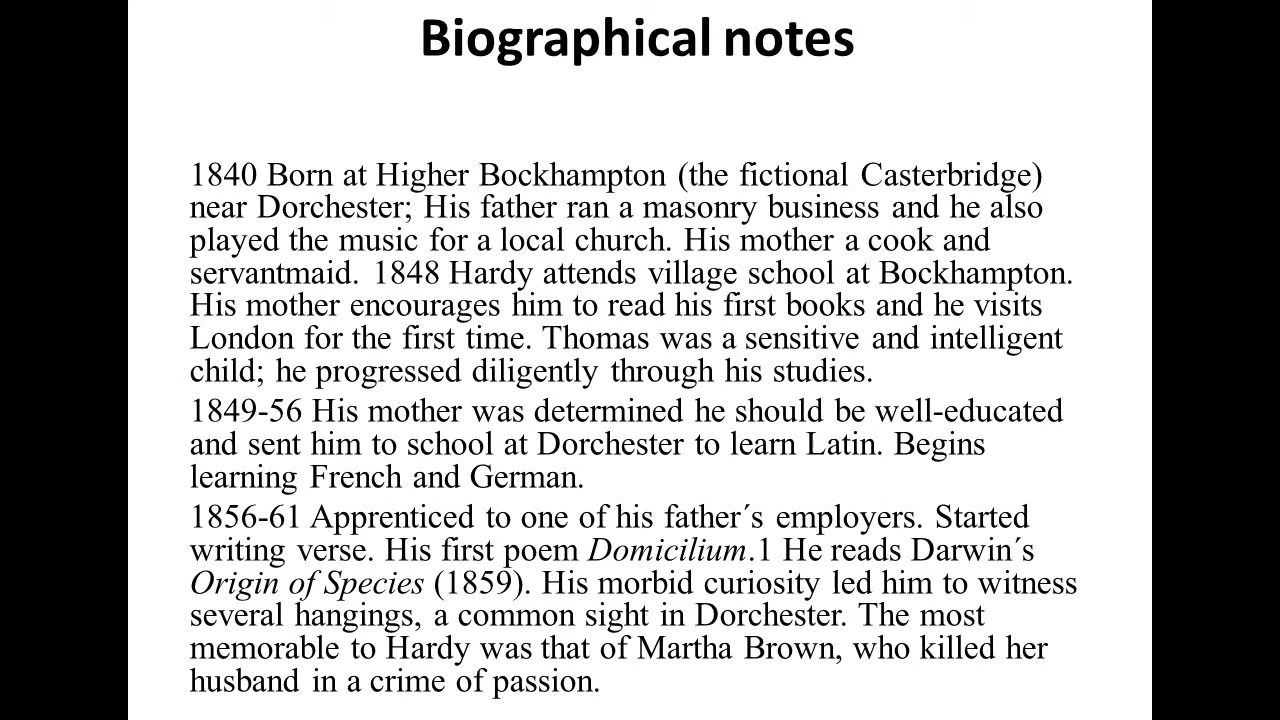 Biographical notes
1840 Born at Higher Bockhampton (the fictional Casterbridge)
near Dorchester; His father ran a masonry business and he also
played the music for a local church. His mother a cook and
servantmaid. 1848 Hardy attends village school at Bockhampton.
His mother encourages him to read his first books and he visits
London for the first time. Thomas was a sensitive and intelligent
child; he progressed diligently through his studies.
1849-56 His mother was determined he should be well-educated
and sent him to school at Dorchester to learn Latin. Begins
learning French and German.
1856-61 Apprenticed to one of his father´s employers. Started
writing verse. His first poem Domicilium.1 He reads Darwin´s
Origin of Species (1859). His morbid curiosity led him to witness
several hangings, a common sight in Dorchester. The most
memorable to Hardy was that of Martha Brown, who killed her
husband in a crime of passion.